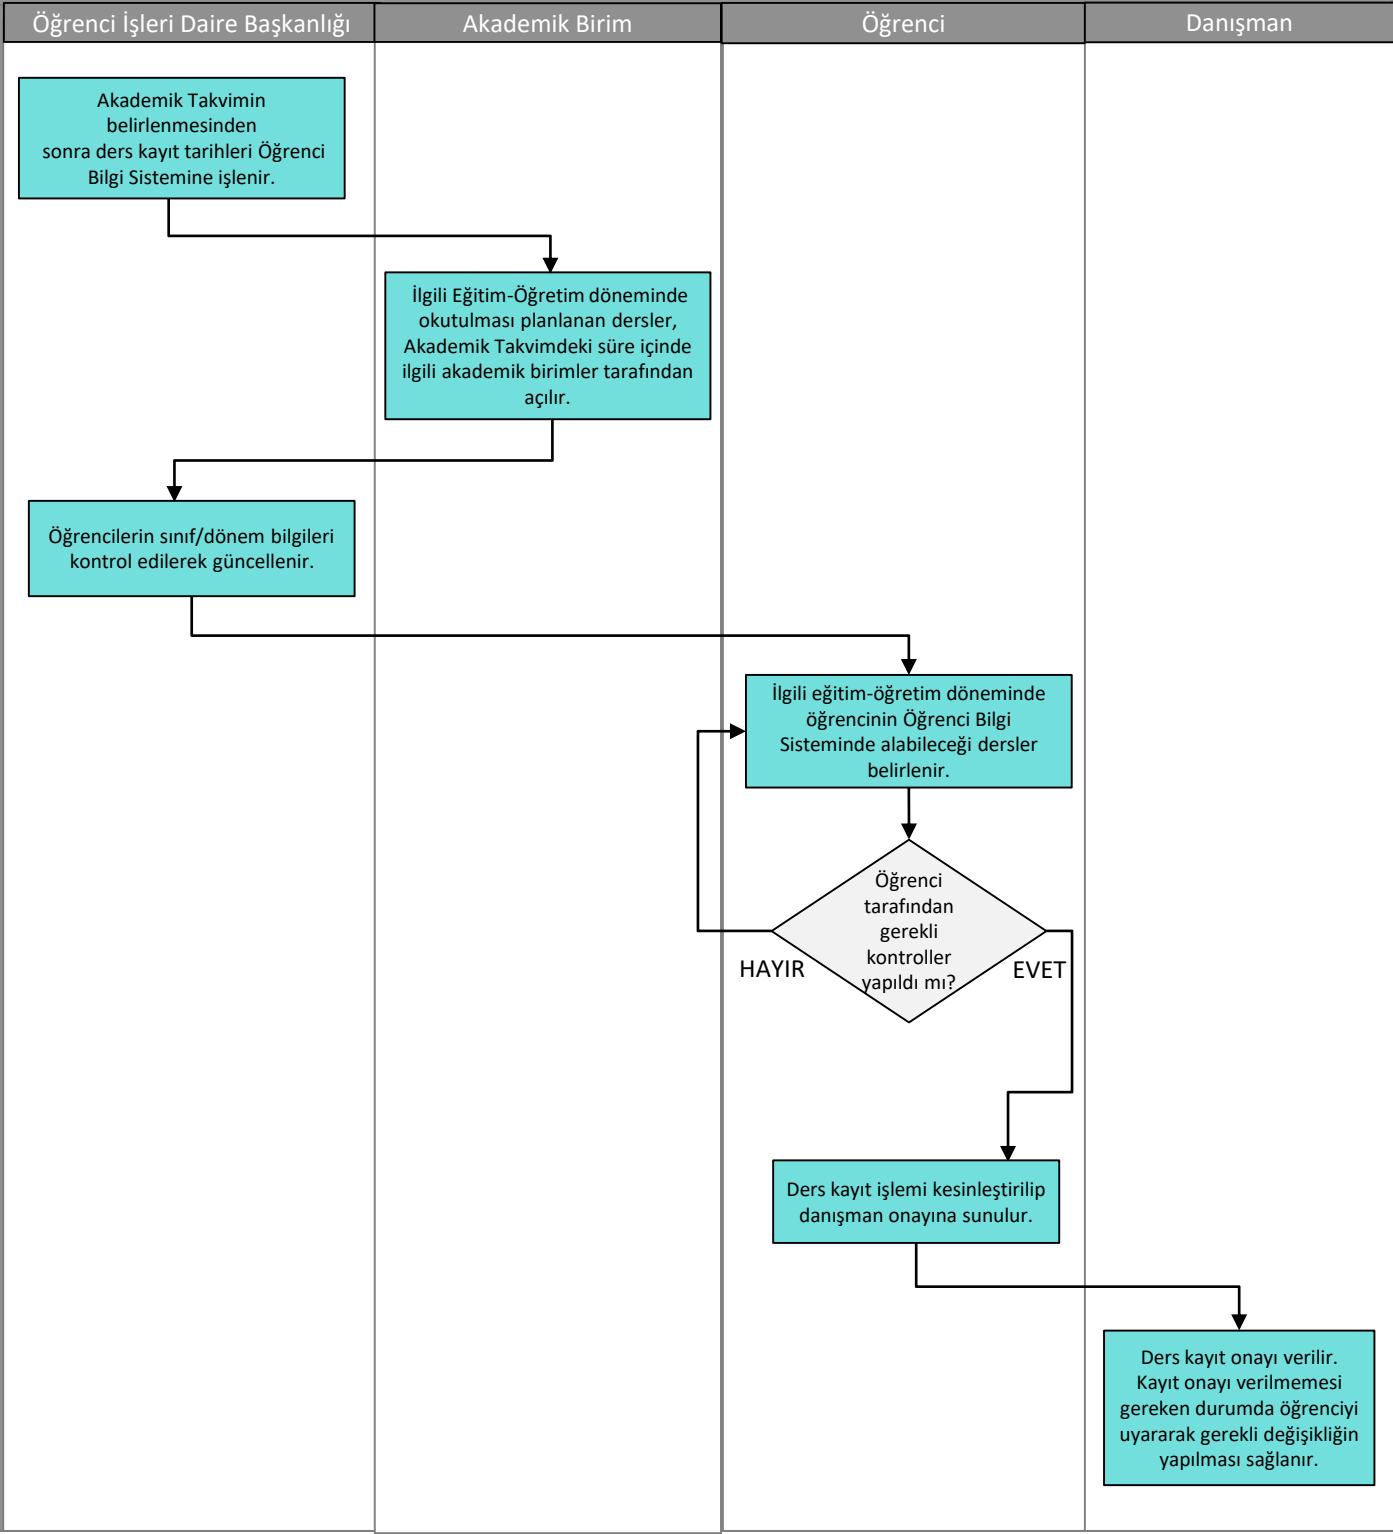 Öğrenci İşleri Daire Başkanlığı
Akademik Birim
Öğrenci
Danışman
Akademik Takvimin
belirlenmesinden
sonra ders kayıt tarihleri Öğrenci
Bilgi Sistemine işlenir.
İlgili Eğitim-Öğretim döneminde
okutulması planlanan dersler,
Akademik Takvimdeki süre içinde
ilgili akademik birimler tarafından
açılır.
Öğrencilerin sınıf/dönem bilgileri
kontrol edilerek güncellenir.
İlgili eğitim-öğretim döneminde
öğrencinin Öğrenci Bilgi
Sisteminde alabileceği dersler
belirlenir.
Öğrenci
tarafından
gerekli
kontroller
yapıldı mı?
HAYIR
EVET
Ders kayıt işlemi kesinleştirilip
danışman onayına sunulur.
Ders kayıt onayı verilir.
Kayıt onayı verilmemesi
gereken durumda öğrenciyi
uyararak gerekli değişikliğin
yapılması sağlanır.